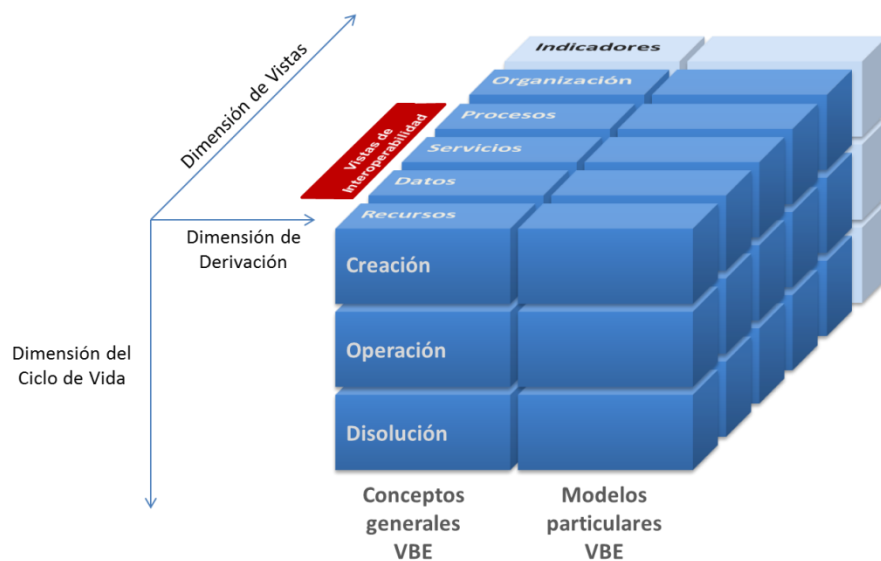 Indicadores
Organización
Procesos
Servicios
Datos
Recursos
Vistas de
Interoperabilidad
Dimensión de Vistas
Dimensión de
Derivación
Dimensión del
Ciclo de Vida
Creación
Operación
Disolución
Conceptos
generales
VBE
Modelos
particulares
VBE